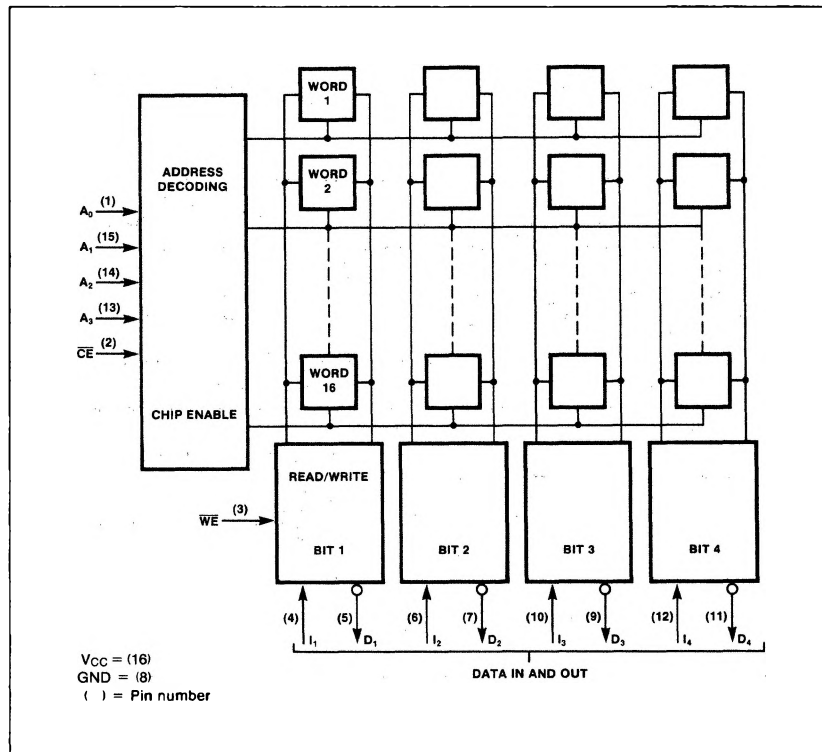 WORD
1
ADDRESS
DECODING
WORD
2
A₀ (1)
A₁ (15)
A₂ (14)
A₃ (13)
C̅E̅ (2)
CHIP ENABLE
WORD
16
READ/WRITE
W̅E̅ (3)
BIT 1 BIT 2 BIT 3 BIT 4
(4) (5) (6) (7) (10) (9) (12) (11)
I₁ D₁ I₂ D₂ I₃ D₃ I₄ D₄
DATA IN AND OUT
VCC = (16)
GND = (8)
( ) = Pin number